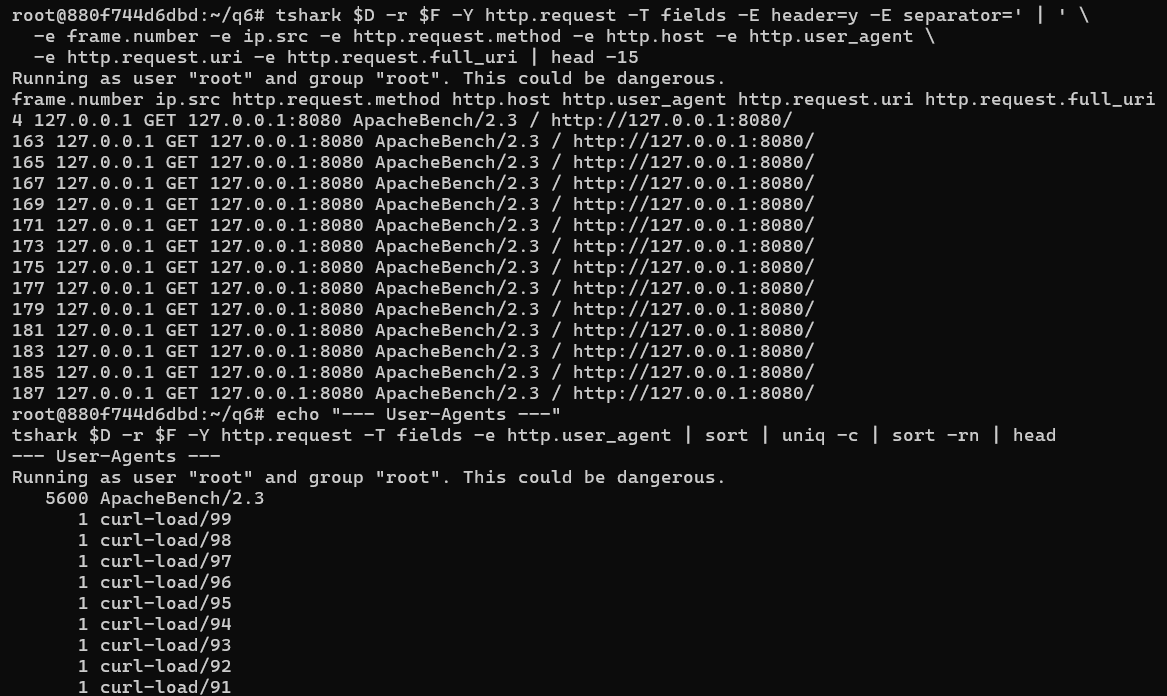 root@880f744d6dbd:~/q6# tshark $D -r $F -Y http.request -T fields -E header=y -E separator=' | ' \
  -e frame.number -e ip.src -e http.request.method -e http.host -e http.user_agent \
  -e http.request.uri -e http.request.full_uri | head -15
Running as user "root" and group "root". This could be dangerous.
frame.number ip.src http.request.method http.host http.user_agent http.request.uri http.request.full_uri
4 127.0.0.1 GET 127.0.0.1:8080 ApacheBench/2.3 / http://127.0.0.1:8080/
163 127.0.0.1 GET 127.0.0.1:8080 ApacheBench/2.3 / http://127.0.0.1:8080/
165 127.0.0.1 GET 127.0.0.1:8080 ApacheBench/2.3 / http://127.0.0.1:8080/
167 127.0.0.1 GET 127.0.0.1:8080 ApacheBench/2.3 / http://127.0.0.1:8080/
169 127.0.0.1 GET 127.0.0.1:8080 ApacheBench/2.3 / http://127.0.0.1:8080/
171 127.0.0.1 GET 127.0.0.1:8080 ApacheBench/2.3 / http://127.0.0.1:8080/
173 127.0.0.1 GET 127.0.0.1:8080 ApacheBench/2.3 / http://127.0.0.1:8080/
175 127.0.0.1 GET 127.0.0.1:8080 ApacheBench/2.3 / http://127.0.0.1:8080/
177 127.0.0.1 GET 127.0.0.1:8080 ApacheBench/2.3 / http://127.0.0.1:8080/
179 127.0.0.1 GET 127.0.0.1:8080 ApacheBench/2.3 / http://127.0.0.1:8080/
181 127.0.0.1 GET 127.0.0.1:8080 ApacheBench/2.3 / http://127.0.0.1:8080/
183 127.0.0.1 GET 127.0.0.1:8080 ApacheBench/2.3 / http://127.0.0.1:8080/
185 127.0.0.1 GET 127.0.0.1:8080 ApacheBench/2.3 / http://127.0.0.1:8080/
187 127.0.0.1 GET 127.0.0.1:8080 ApacheBench/2.3 / http://127.0.0.1:8080/
root@880f744d6dbd:~/q6# echo "--- User-Agents ---"
tshark $D -r $F -Y http.request -T fields -e http.user_agent | sort | uniq -c | sort -rn | head
--- User-Agents ---
Running as user "root" and group "root". This could be dangerous.
   5600 ApacheBench/2.3
      1 curl-load/99
      1 curl-load/98
      1 curl-load/97
      1 curl-load/96
      1 curl-load/95
      1 curl-load/94
      1 curl-load/93
      1 curl-load/92
      1 curl-load/91